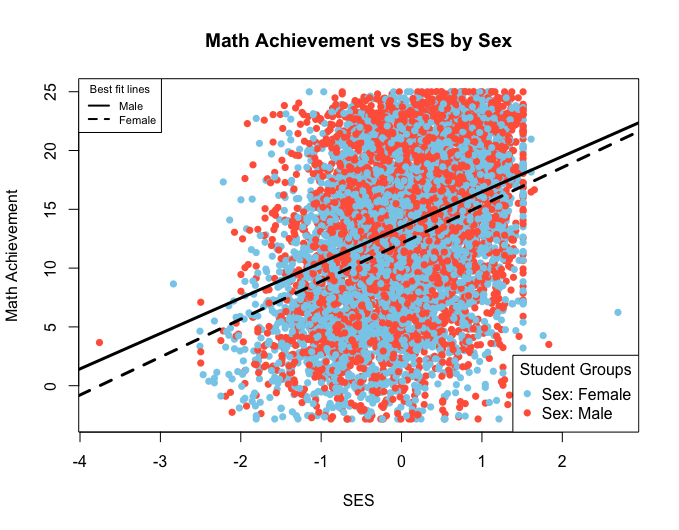 Math Achievement vs SES by Sex
Best fit lines
Male
Female
Math Achievement
25
20
15
10
5
0
Student Groups
Sex: Female
Sex: Male
-4 -3 -2 -1 0 1 2
SES